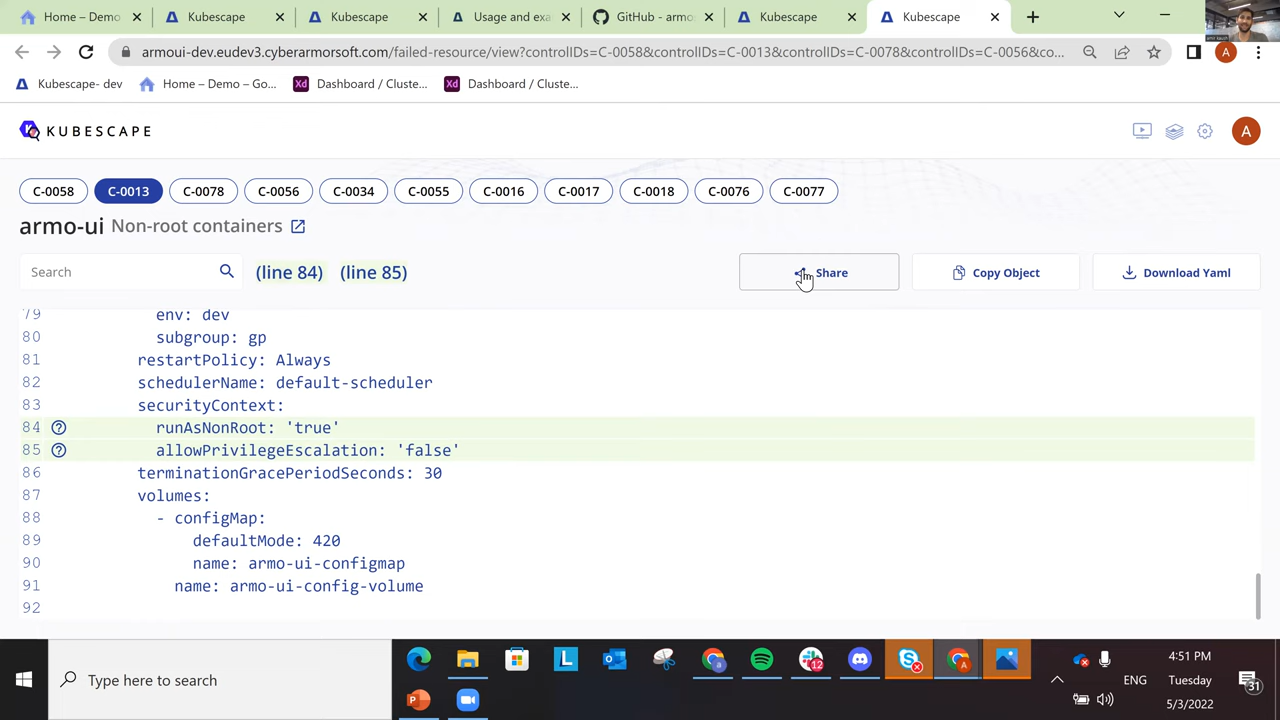 Home – Demo
Kubescape
Kubescape
Usage and exa
GitHub - armo
Kubescape
Kubescape
armoui-dev.eudev3.cyberarmorsoft.com/failed-resource/view?controlIDs=C-0058&controlIDs=C-0013&controlIDs=C-0078&controlIDs=C-0056&co...
A
Kubescape- dev
Home – Demo – Go...
Xd
Dashboard / Cluste...
Xd
Dashboard / Cluste...
KUBESCAPE
A
C-0058
C-0013
C-0078
C-0056
C-0034
C-0055
C-0016
C-0017
C-0018
C-0076
C-0077
armo-ui Non-root containers
Search
(line 84) (line 85)
Share
Copy Object
Download Yaml
79 env: dev
80 subgroup: gp
81 restartPolicy: Always
82 schedulerName: default-scheduler
83 securityContext:
84 runAsNonRoot: 'true'
85 allowPrivilegeEscalation: 'false'
86 terminationGracePeriodSeconds: 30
87 volumes:
88 - configMap:
89 defaultMode: 420
90 name: armo-ui-configmap
91 name: armo-ui-config-volume
92
Type here to search
L
12
ENG
4:51 PM
Tuesday
5/3/2022
31